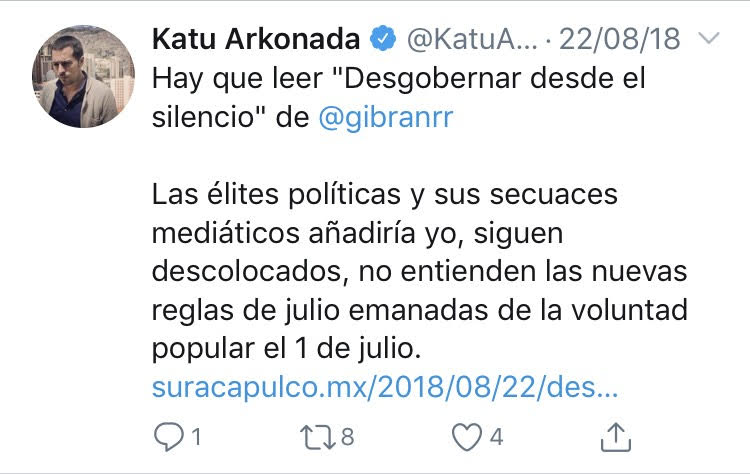 Katu Arkonada @KatuA... · 22/08/18
Hay que leer "Desgobernar desde el
silencio" de @gibranrr
Las élites políticas y sus secuaces
mediáticos añadiría yo, siguen
descolocados, no entienden las nuevas
reglas de julio emanadas de la voluntad
popular el 1 de julio.
suracapulco.mx/2018/08/22/des...
1 8 4